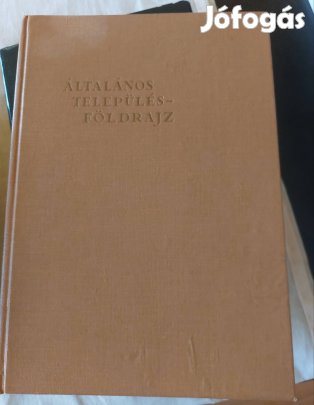 Jófogás
ÁLTALÁNOS
TELEPÜLÉS-
FÖLDRAJZ